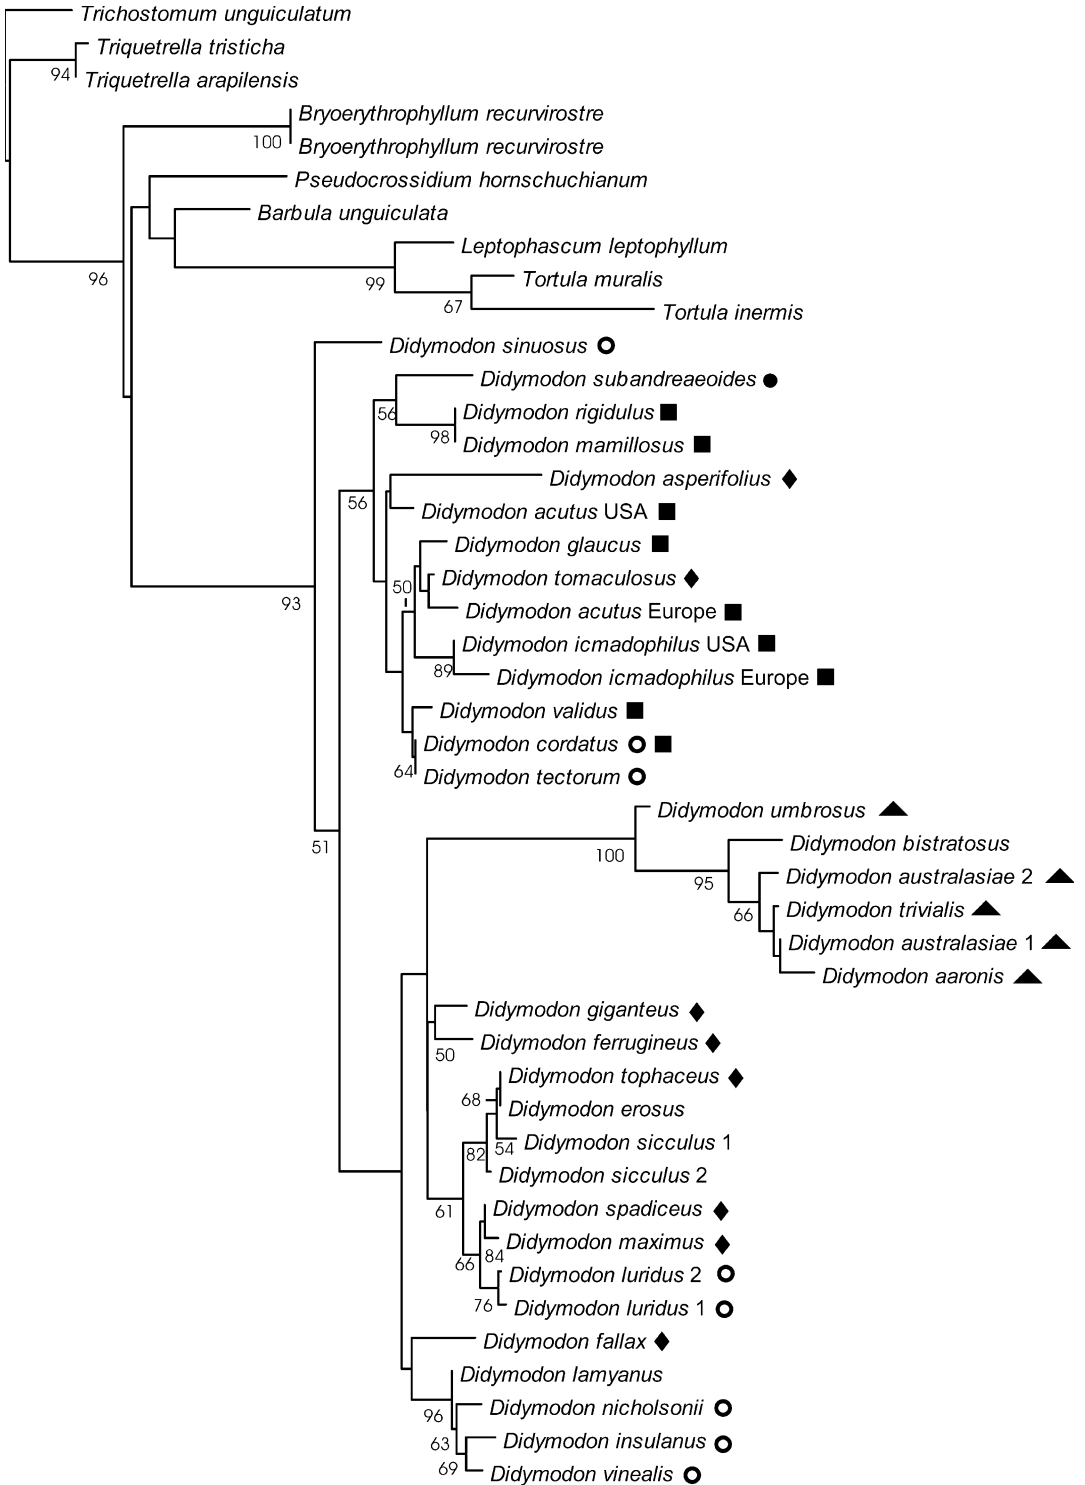 Trichostomum unguiculatum
Triquetrella tristicha
94
Triquetrella arapilensis
Bryoerythrophyllum recurvirostre
100
Bryoerythrophyllum recurvirostre
Pseudocrossidium hornschuchianum
Barbula unguiculata
Leptophascum leptophyllum
96
99
Tortula muralis
67
Tortula inermis
Didymodon sinuosus
Didymodon subandreaeoides
56
Didymodon rigidulus
98
Didymodon mamillosus
Didymodon asperifolius
56
Didymodon acutus USA
Didymodon glaucus
Didymodon tomaculosus
50
93
Didymodon acutus Europe
Didymodon icmadophilus USA
89
Didymodon icmadophilus Europe
Didymodon validus
Didymodon cordatus
64
Didymodon tectorum
Didymodon umbrosus
51
100
Didymodon bistratosus
95
Didymodon australasiae 2
66
Didymodon trivialis
Didymodon australasiae 1
Didymodon aaronis
Didymodon giganteus
Didymodon ferrugineus
50
Didymodon tophaceus
68
Didymodon erosus
Didymodon sicculus 1
54
82
Didymodon sicculus 2
61
Didymodon spadiceus
Didymodon maximus
84
66
Didymodon luridus 2
76
Didymodon luridus 1
Didymodon fallax
Didymodon lamyanus
96
Didymodon nicholsonii
63
Didymodon insulanus
69
Didymodon vinealis